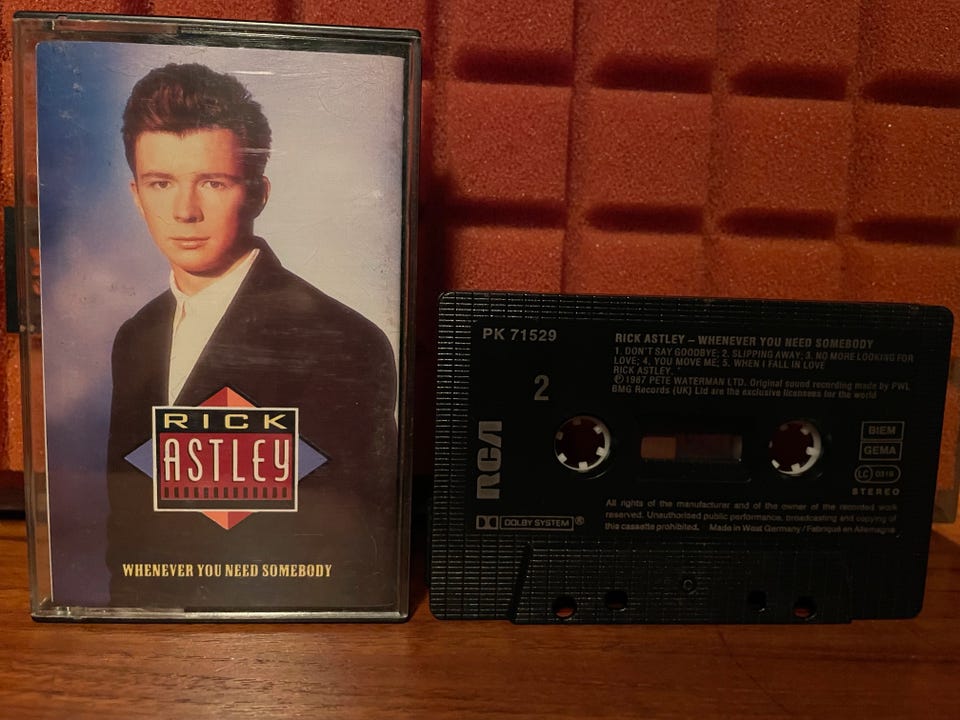 RICK
ASTLEY
WHENEVER YOU NEED SOMEBODY
PK 71529
RICK ASTLEY – WHENEVER YOU NEED SOMEBODY
1. DON'T SAY GOODBYE; 2. SLIPPING AWAY; 3. NO MORE LOOKING FOR
LOVE; 4. YOU MOVE ME; 5. WHEN I FALL IN LOVE
RICK ASTLEY.
℗1987 PETE WATERMAN LTD. Original sound recording made by PWL
BMG Records (UK) Ltd are the exclusive licensees for the world
2
RCA
BIEM
GEMA
LC 0316
STEREO
DOLBY SYSTEM®
All rights of the manufacturer and of the owner of the recorded work
reserved. Unauthorised public performance, broadcasting and copying of
this cassette prohibited. Made in West Germany/Fabriqué en Allemagne